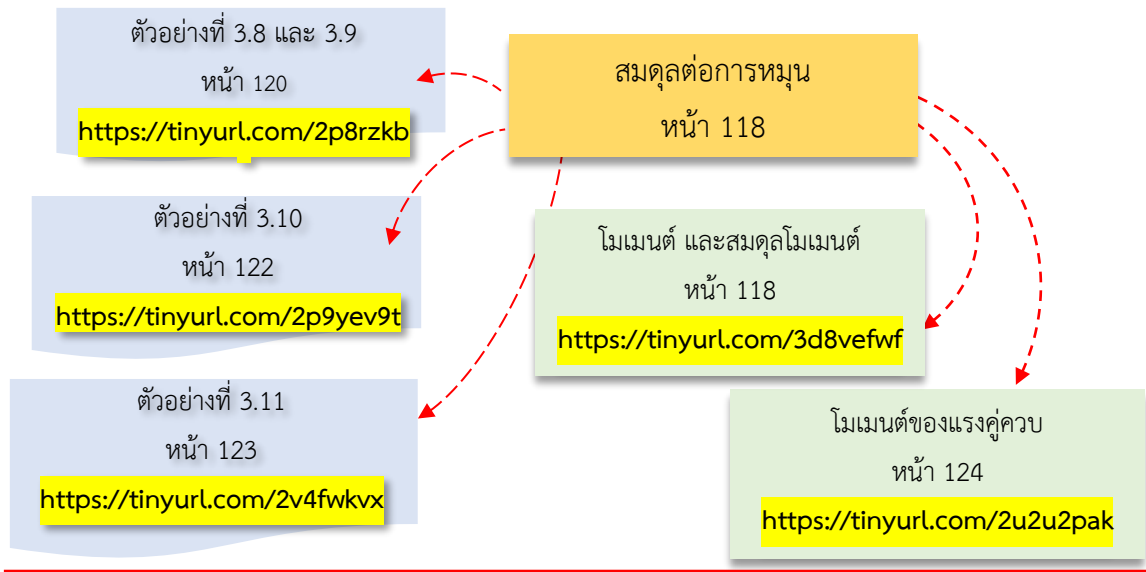 ตัวอย่างที่ 3.8 และ 3.9
หน้า 120
https://tinyurl.com/2p8rzkb
สมดุลต่อการหมุน
หน้า 118
ตัวอย่างที่ 3.10
หน้า 122
https://tinyurl.com/2p9yev9t
โมเมนต์ และสมดุลโมเมนต์
หน้า 118
https://tinyurl.com/3d8vefwf
ตัวอย่างที่ 3.11
หน้า 123
https://tinyurl.com/2v4fwkvx
โมเมนต์ของแรงคู่ควบ
หน้า 124
https://tinyurl.com/2u2u2pak